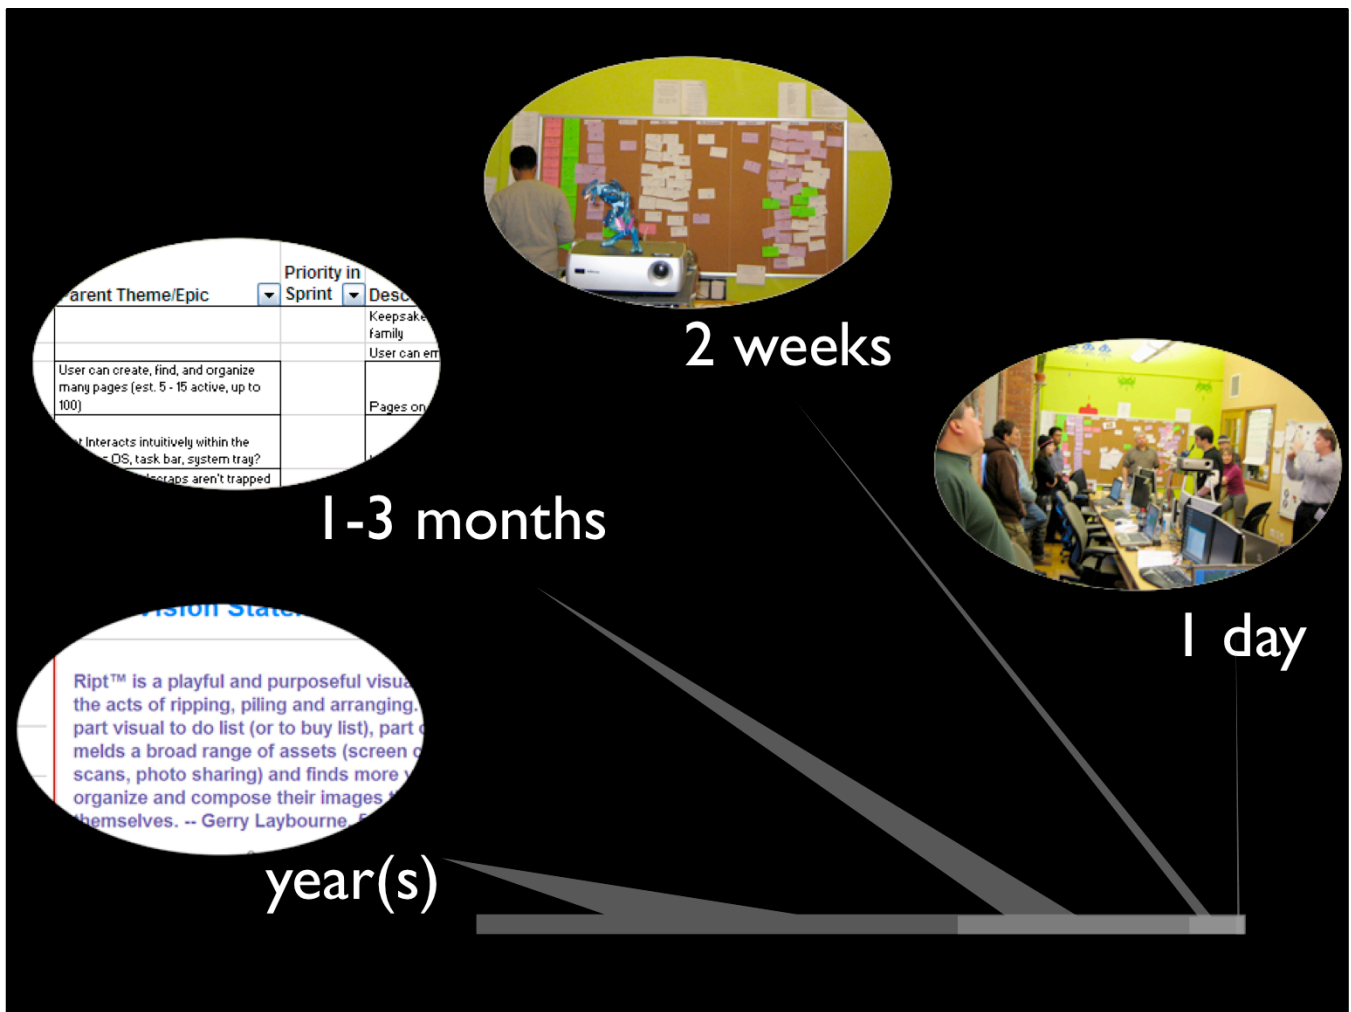 2 weeks
Priority in
Parent Theme/Epic Sprint
Keepsake
family
User can
User can create, find, and organize
many pages (est. 5 - 15 active, up to
100)
Pages on
Interacts intuitively within the
OS, task bar, system tray?
aren't trapped
1-3 months
1 day
Vision
Ript™ is a playful and purposeful
the acts of ripping, piling and arranging.
part visual to do list (or to buy list), part
melds a broad range of assets (screen
scans, photo sharing) and finds more
organize and compose their images
themselves. -- Gerry Laybourne,
year(s)